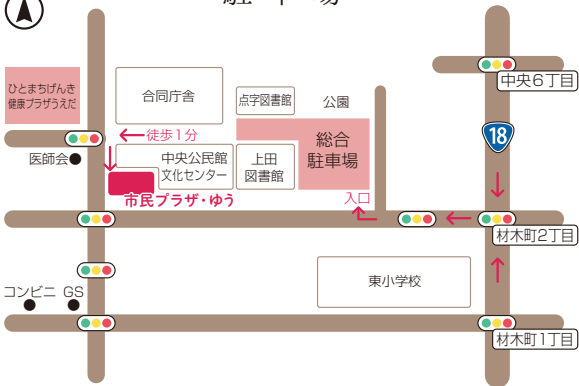 駐車場
ひとまちげんき
健康プラザうえだ
合同庁舎
点字図書館
公園
中央6丁目
18
徒歩1分
総合
駐車場
医師会
中央公民館
文化センター
上田
図書館
市民プラザ・ゆう
入口
材木町2丁目
東小学校
コンビニ GS
材木町1丁目